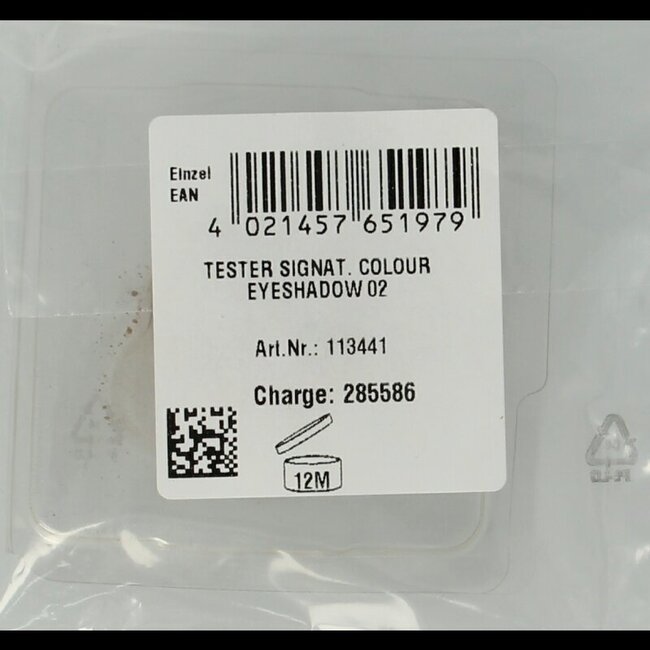 Einzel
EAN
4 021457 651979
TESTER SIGNAT. COLOUR
EYESHADOW 02
Art.Nr.: 113441
Charge: 285586
12M